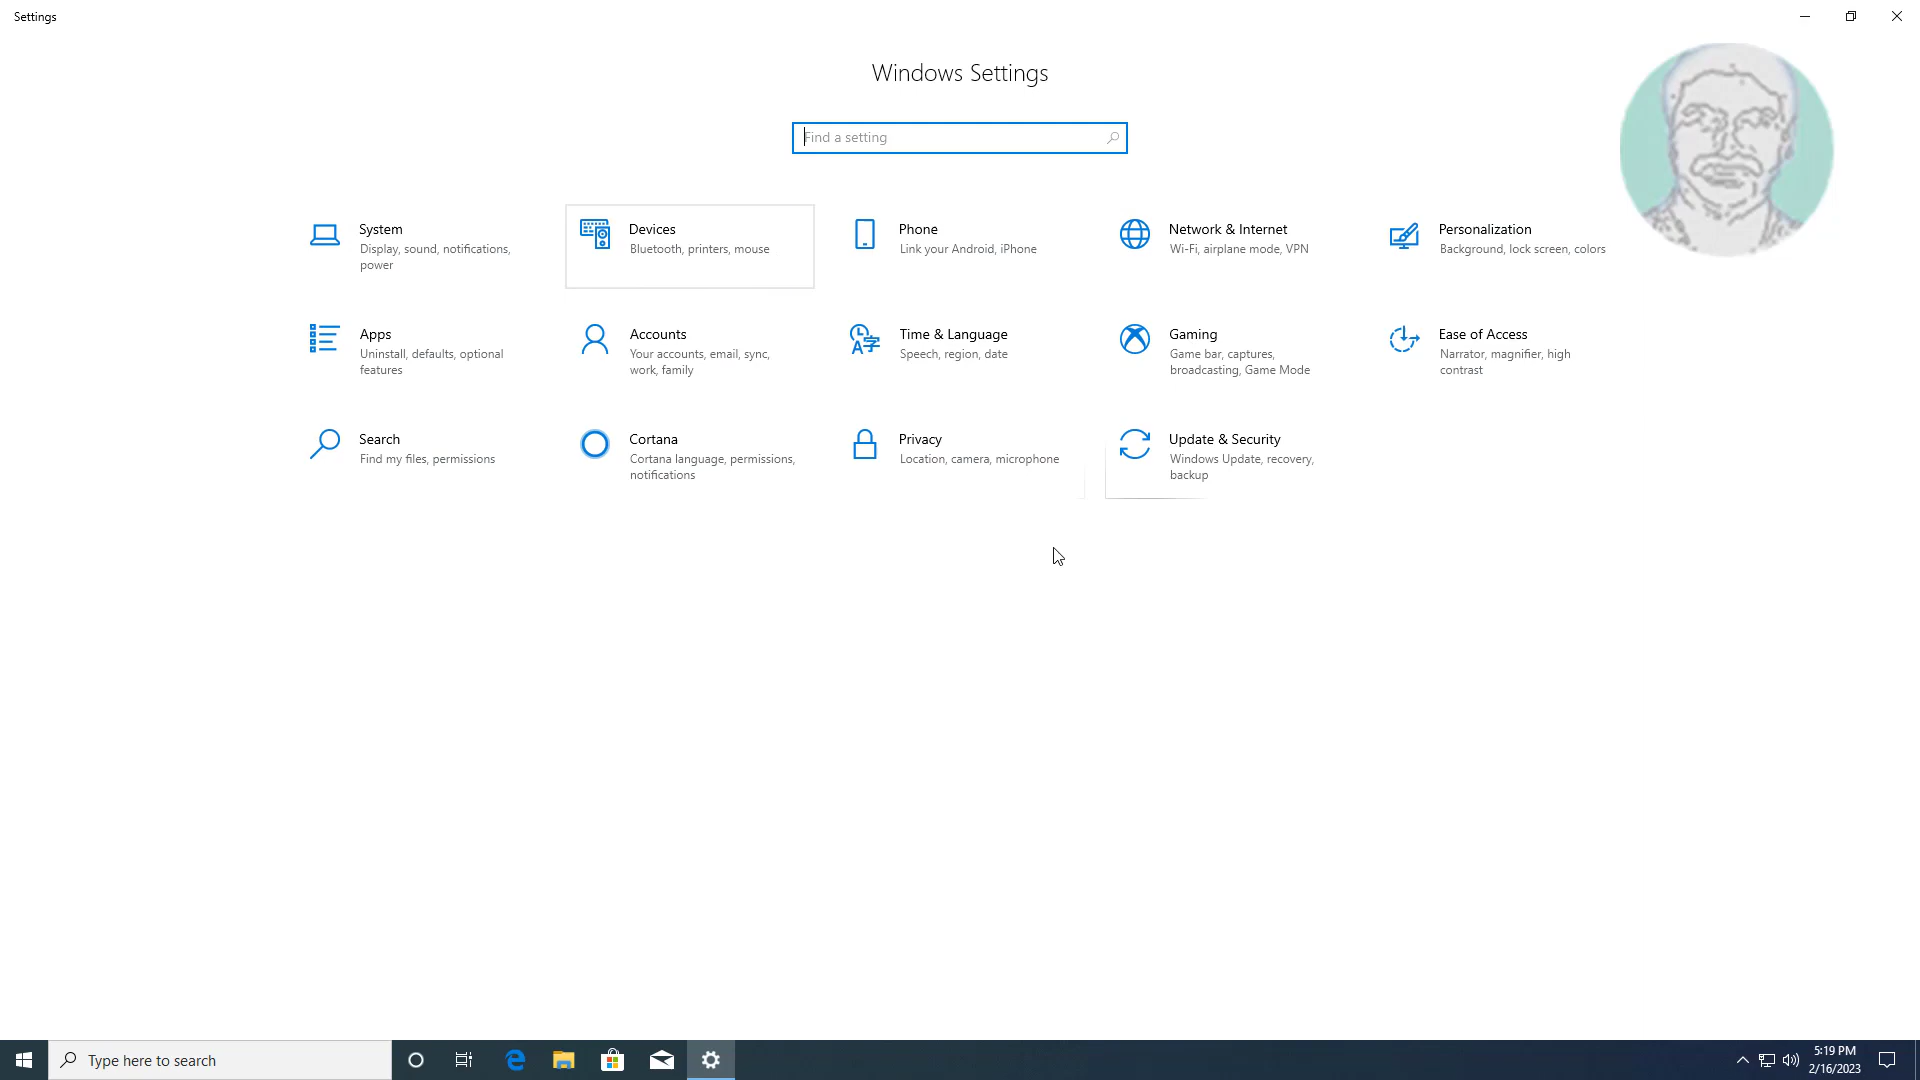 Settings
Windows Settings
Find a setting
System
Display, sound, notifications,
power
Devices
Bluetooth, printers, mouse
Phone
Link your Android, iPhone
Network & Internet
Wi-Fi, airplane mode, VPN
Personalization
Background, lock screen, colors
Apps
Uninstall, defaults, optional
features
Accounts
Your accounts, email, sync,
work, family
Time & Language
Speech, region, date
Gaming
Game bar, captures,
broadcasting, Game Mode
Ease of Access
Narrator, magnifier, high
contrast
Search
Find my files, permissions
Cortana
Cortana language, permissions,
notifications
Privacy
Location, camera, microphone
Update & Security
Windows Update, recovery,
backup
Type here to search
5:19 PM
2/16/2023